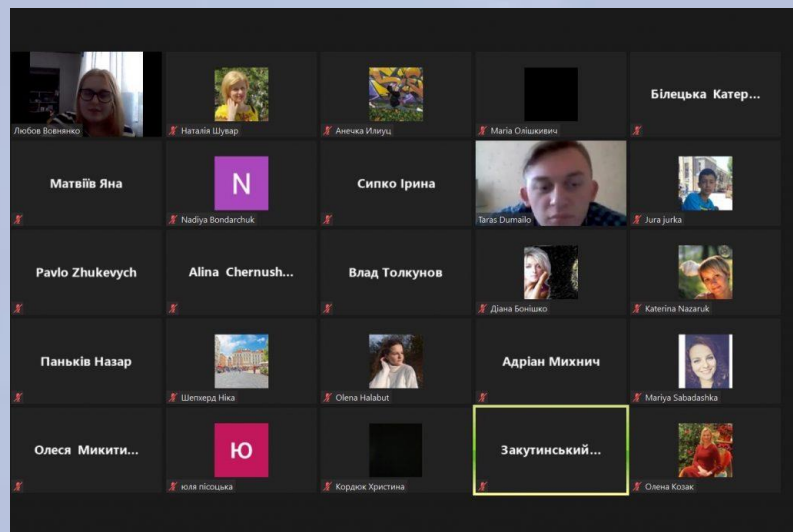 Любов Вовнянко
Наталія Шувар
Анечка Илиуц
Марія Олішкивич
Білецька Катер...
Матвіїв Яна
N
Nadiya Bondarchuk
Сипко Ірина
Taras Dumailo
Jura jurka
Pavlo Zhukevych
Alina Chernush...
Влад Толкунов
Діана Бонішко
Katerina Nazaruk
Паньків Назар
Шепхерд Ніка
Olena Halabut
Адріан Михнич
Mariya Sabadashka
Олеся Микити...
Ю
юля пісоцька
Кордюк Христина
Закутинський...
Олена Козак